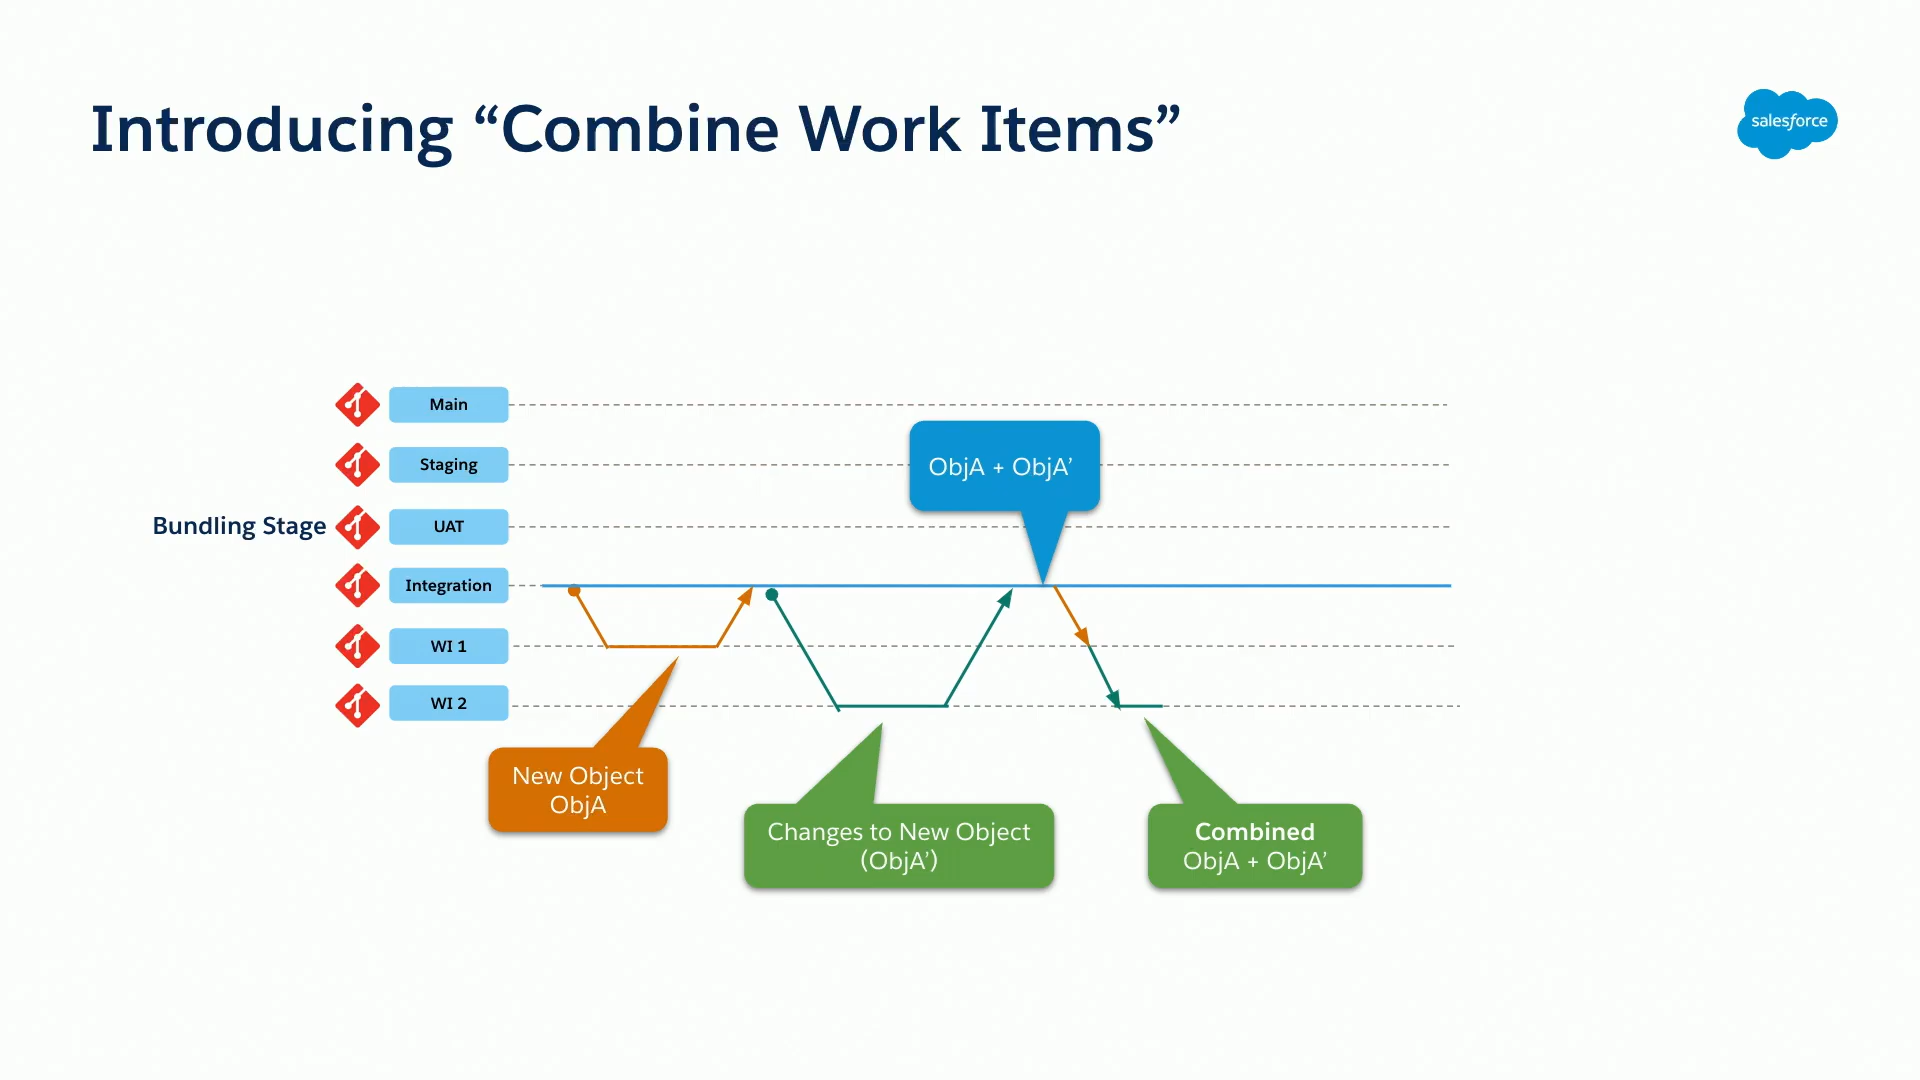 Introducing “Combine Work Items”
salesforce
Main
ObjA + ObjA’
Staging
Bundling Stage
UAT
Integration
WI 1
WI 2
New Object
ObjA
Changes to New Object
(ObjA’)
Combined
ObjA + ObjA’